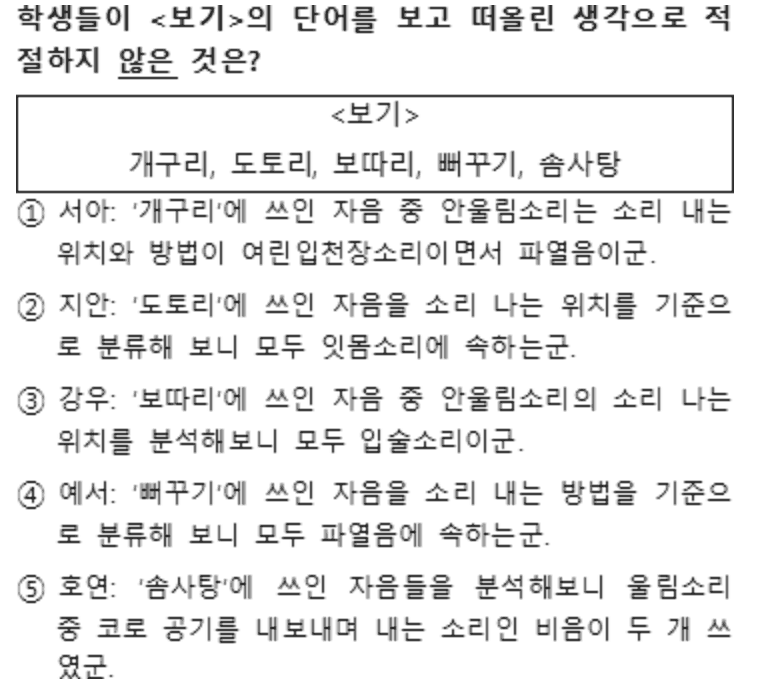 학생들이 <보기>의 단어를 보고 떠올린 생각으로 적
절하지 않은 것은?
<보기>
개구리, 도토리, 보따리, 뻐꾸기, 솜사탕
① 서아: '개구리'에 쓰인 자음 중 안울림소리는 소리 내는
위치와 방법이 여린입천장소리이면서 파열음이군.
② 지안: '도토리'에 쓰인 자음을 소리 나는 위치를 기준으
로 분류해 보니 모두 잇몸소리에 속하는군.
③ 강우: '보따리'에 쓰인 자음 중 안울림소리의 소리 나는
위치를 분석해보니 모두 입술소리이군.
④ 예서: '뻐꾸기'에 쓰인 자음을 소리 내는 방법을 기준으
로 분류해 보니 모두 파열음에 속하는군.
⑤ 호연: '솜사탕'에 쓰인 자음들을 분석해보니 울림소리
중 코로 공기를 내보내며 내는 소리인 비음이 두 개 쓰
였군.